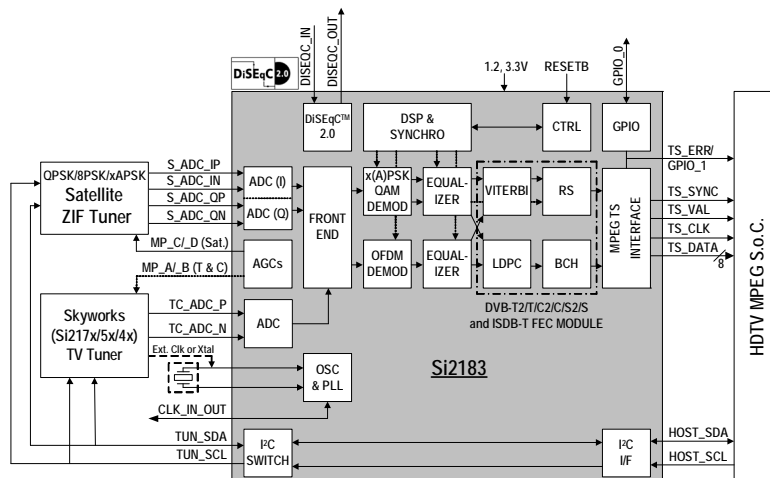 DiSEqC 2.0
DISEQC_IN
DISEQC_OUT
1.2, 3.3V
RESETB
GPIO_0
DiSEqC™
2.0
DSP &
SYNCHRO
CTRL
GPIO
QPSK/8PSK/xAPSK
Satellite
ZIF Tuner
S_ADC_IP
S_ADC_IN
S_ADC_QP
S_ADC_QN
ADC (I)
ADC (Q)
FRONT
END
x(A)PSK
QAM
DEMOD
EQUAL-
IZER
VITERBI
RS
MPEG TS
INTERFACE
TS_ERR/
GPIO_1
TS_SYNC
TS_VAL
TS_CLK
TS_DATA
8
HDTV MPEG S.o.C.
MP_C/_D (Sat.)
MP_A/_B (T & C)
AGCs
OFDM
DEMOD
EQUAL-
IZER
LDPC
BCH
DVB-T2/T/C2/C/S2/S
and ISDB-T FEC MODULE
Skyworks
(Si217x/5x/4x)
TV Tuner
TC_ADC_P
TC_ADC_N
ADC
Ext. Clk or Xtal
OSC
& PLL
Si2183
CLK_IN_OUT
TUN_SDA
TUN_SCL
I²C
SWITCH
I²C
I/F
HOST_SDA
HOST_SCL